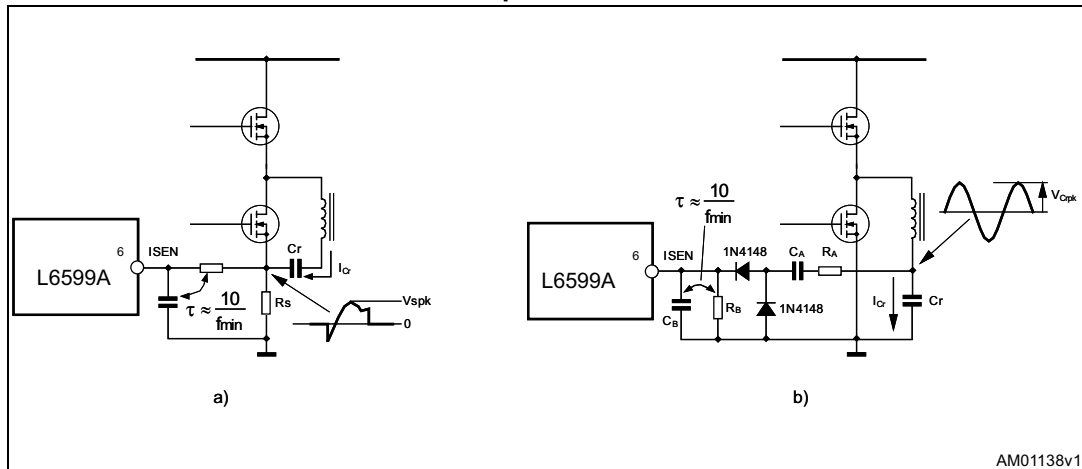 L6599A
6
ISEN
τ ≈ 10
fmin
Cr
ICr
Rs
Vspk
0
a)
L6599A
6
ISEN
τ ≈ 10
fmin
1N4148
CA
RA
CB
RB
1N4148
ICr
Cr
VCrpk
b)
AM01138v1